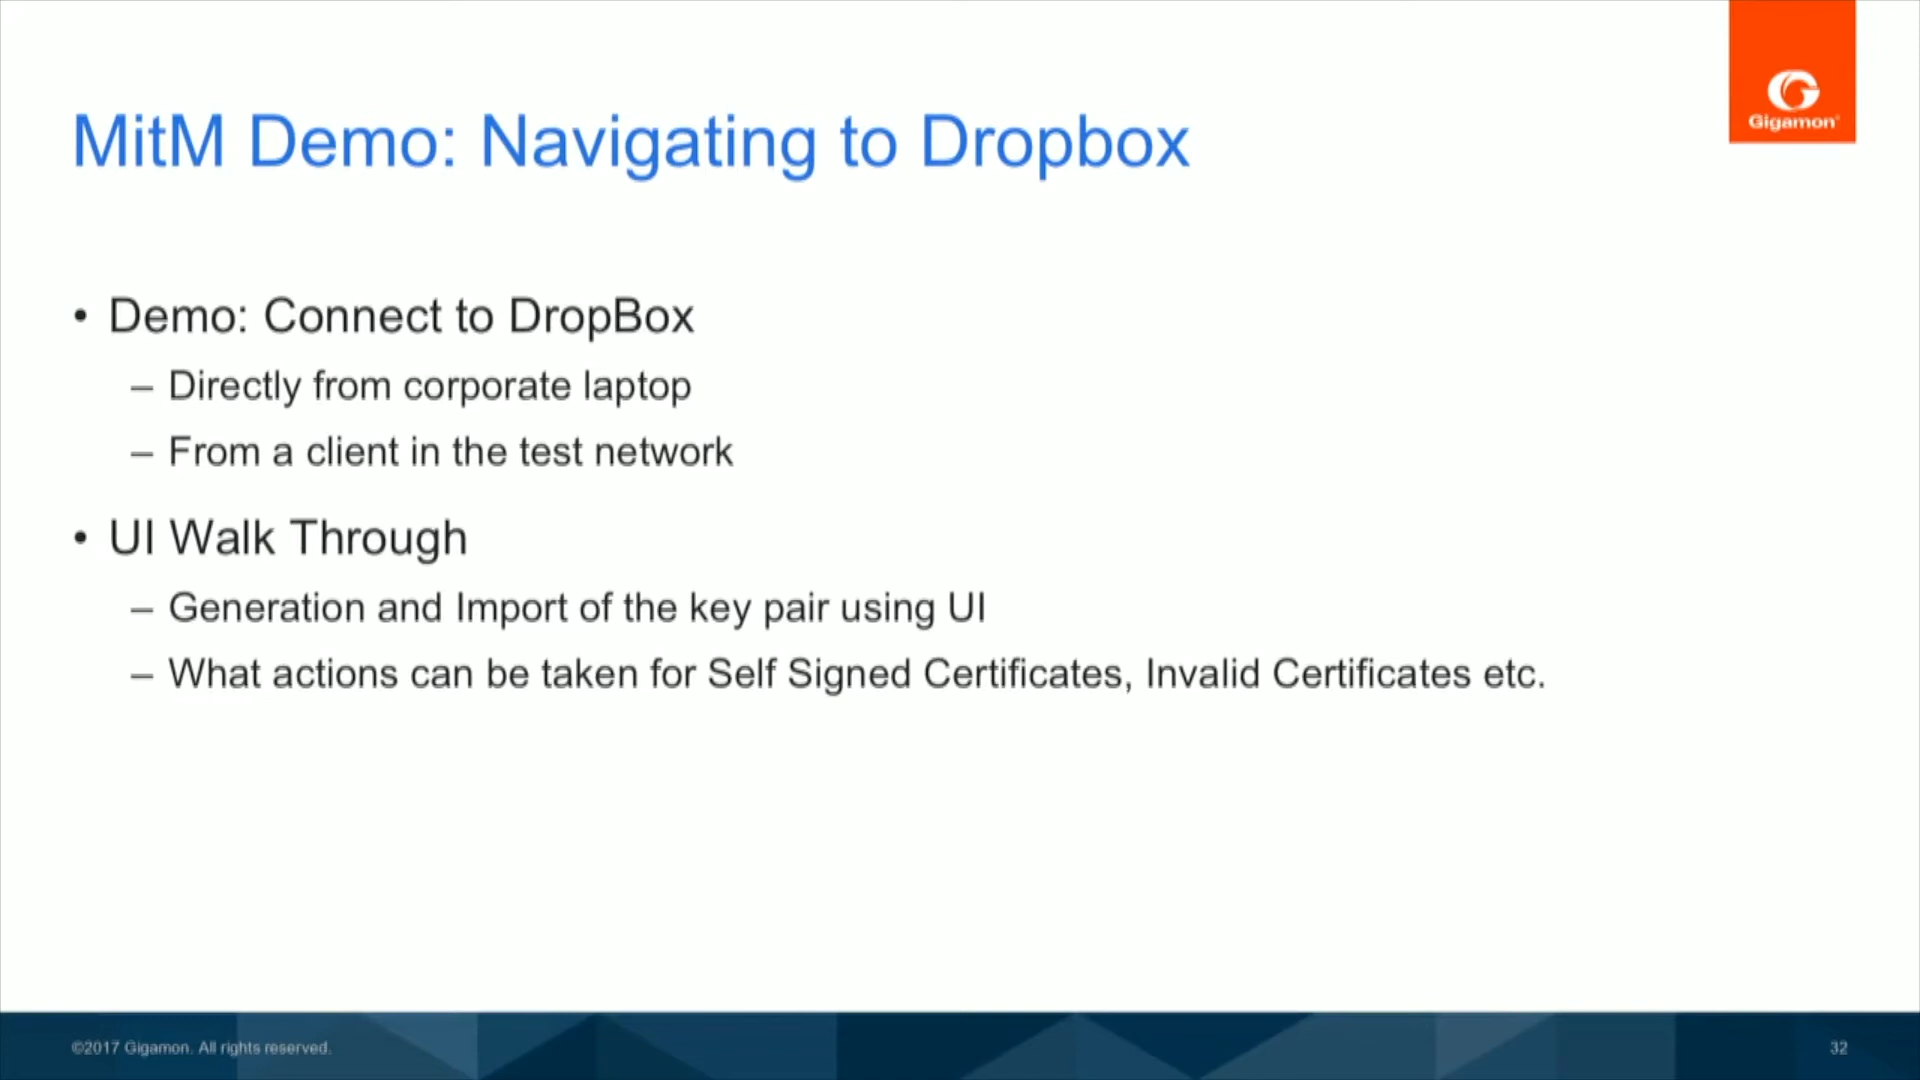 Gigamon®
MitM Demo: Navigating to Dropbox
• Demo: Connect to DropBox
– Directly from corporate laptop
– From a client in the test network
• UI Walk Through
– Generation and Import of the key pair using UI
– What actions can be taken for Self Signed Certificates, Invalid Certificates etc.
©2017 Gigamon. All rights reserved.
32